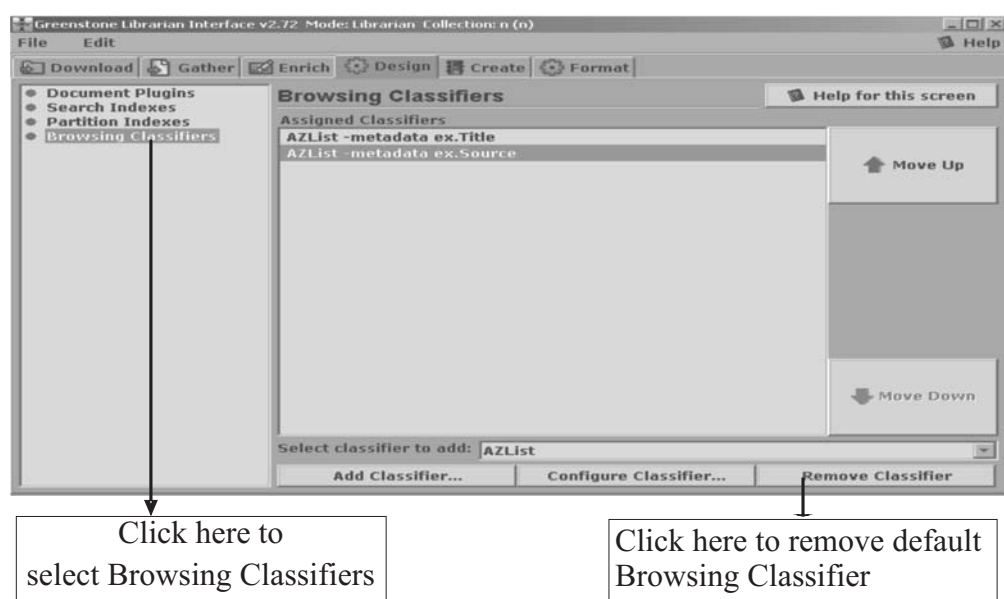 Greenstone Librarian Interface v2.72 Mode: Librarian Collection: n (n)
File Edit Help
Download Gather Enrich Design Create Format
Document Plugins
Search Indexes
Partition Indexes
Browsing Classifiers
Browsing Classifiers
Help for this screen
Assigned Classifiers
AZList -metadata ex.Title
AZList -metadata ex.Source
Move Up
Move Down
Select classifier to add: AZList
Add Classifier... Configure Classifier... Remove Classifier
Click here to
select Browsing Classifiers
Click here to remove default
Browsing Classifier